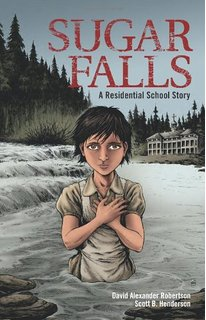 SUGAR
FALLS
A Residential School Story
David Alexander Robertson
Scott B. Henderson